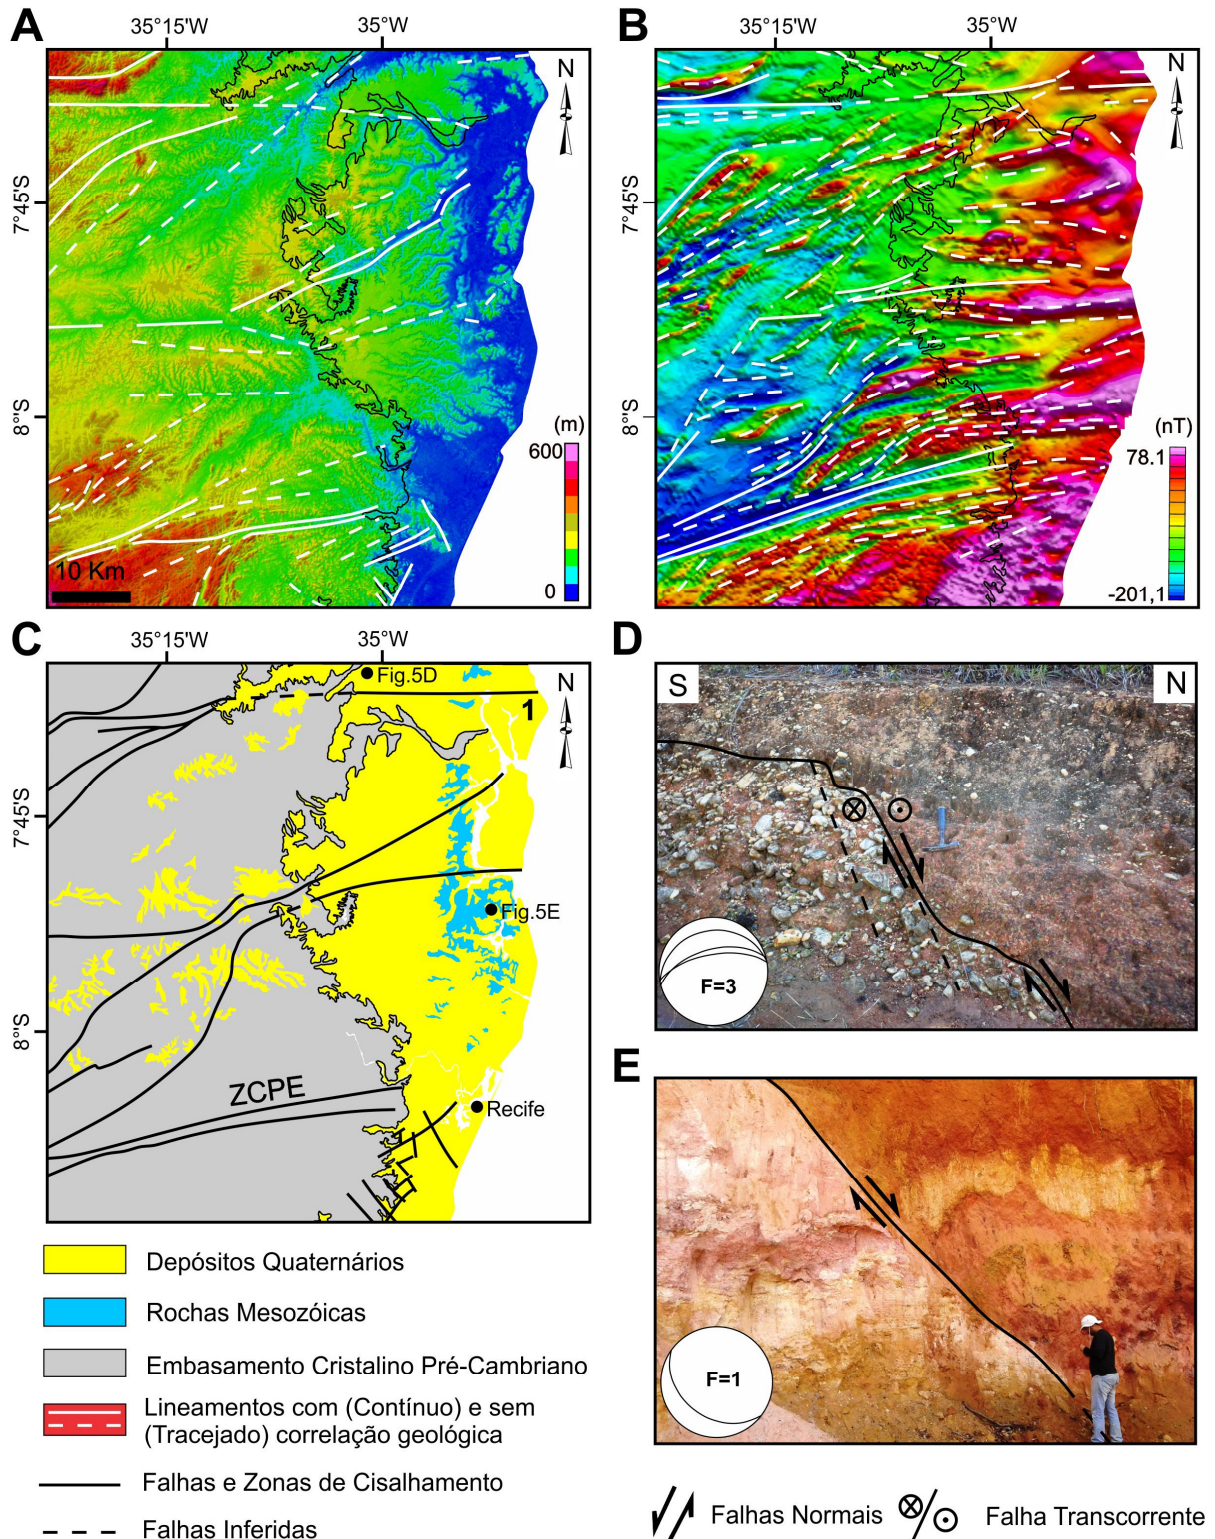 A
35°15'W
35°W
B
35°15'W
35°W
N
N
7°45'S
7°45'S
8°'S
8°'S
(m)
600
0
10 Km
(nT)
78.1
-201,1
C
35°15'W
35°W
D
Fig.5D
N
1
7°45'S
Fig.5E
8°'S
ZCPE
Recife
S
N
F=3
E
F=1
Depósitos Quaternários
Rochas Mesozóicas
Embasamento Cristalino Pré-Cambriano
Lineamentos com (Contínuo) e sem
(Tracejado) correlação geológica
Falhas e Zonas de Cisalhamento
Falhas Inferidas
Falhas Normais
Falha Transcorrente